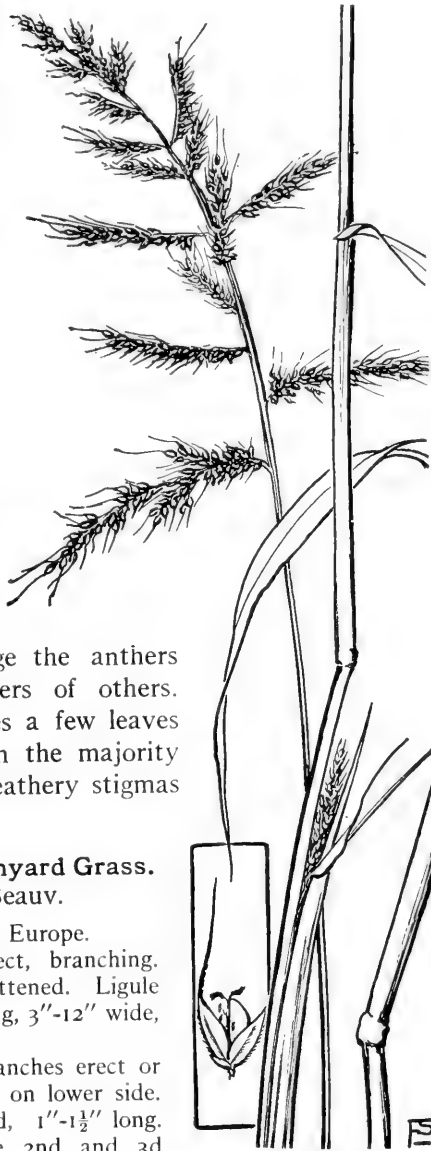 ge the anthers
ers of others.
es a few leaves
n the majority
eathery stigmas
nyard Grass.
Beauv.
Europe.
ect, branching.
ttened. Ligule
g, 3"-12" wide,
anches erect or
on lower side.
d, 1"-1½" long.
e 2nd and 3d